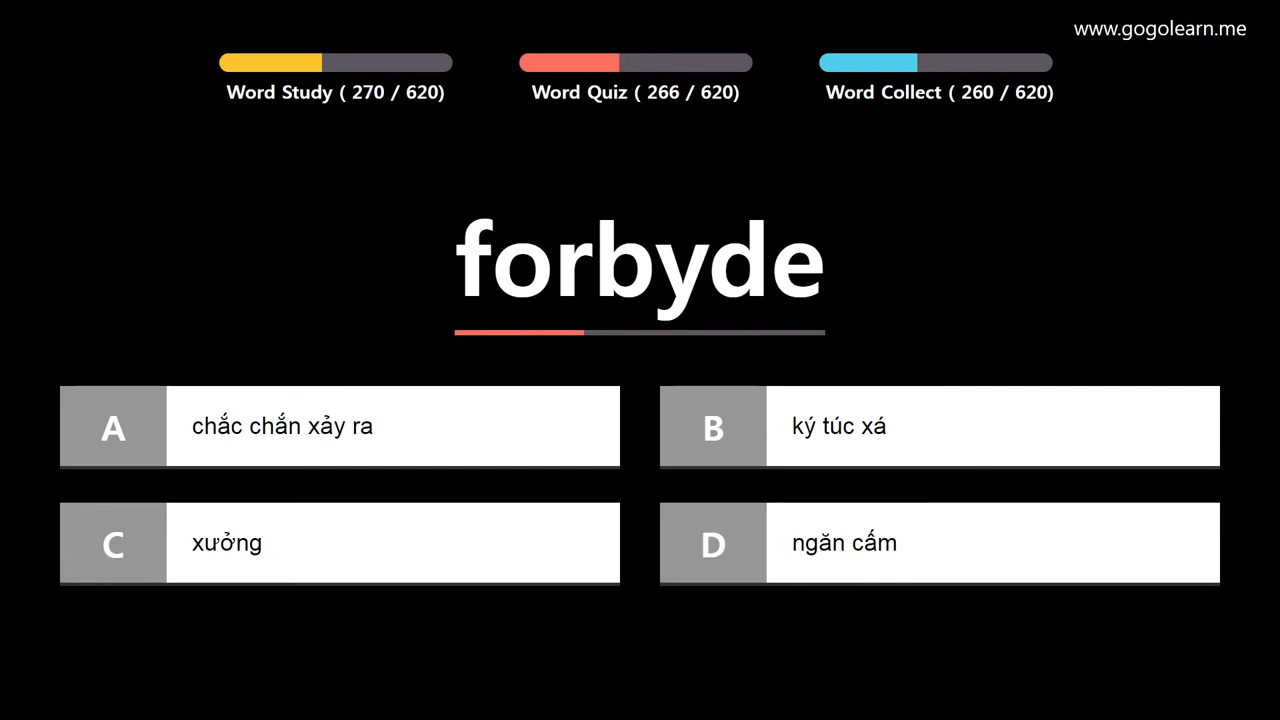 www.gogolearn.me
Word Study ( 270 / 620)
Word Quiz ( 266 / 620)
Word Collect ( 260 / 620)
forbyde
A
chắc chắn xảy ra
B
ký túc xá
C
xưởng
D
ngăn cấm